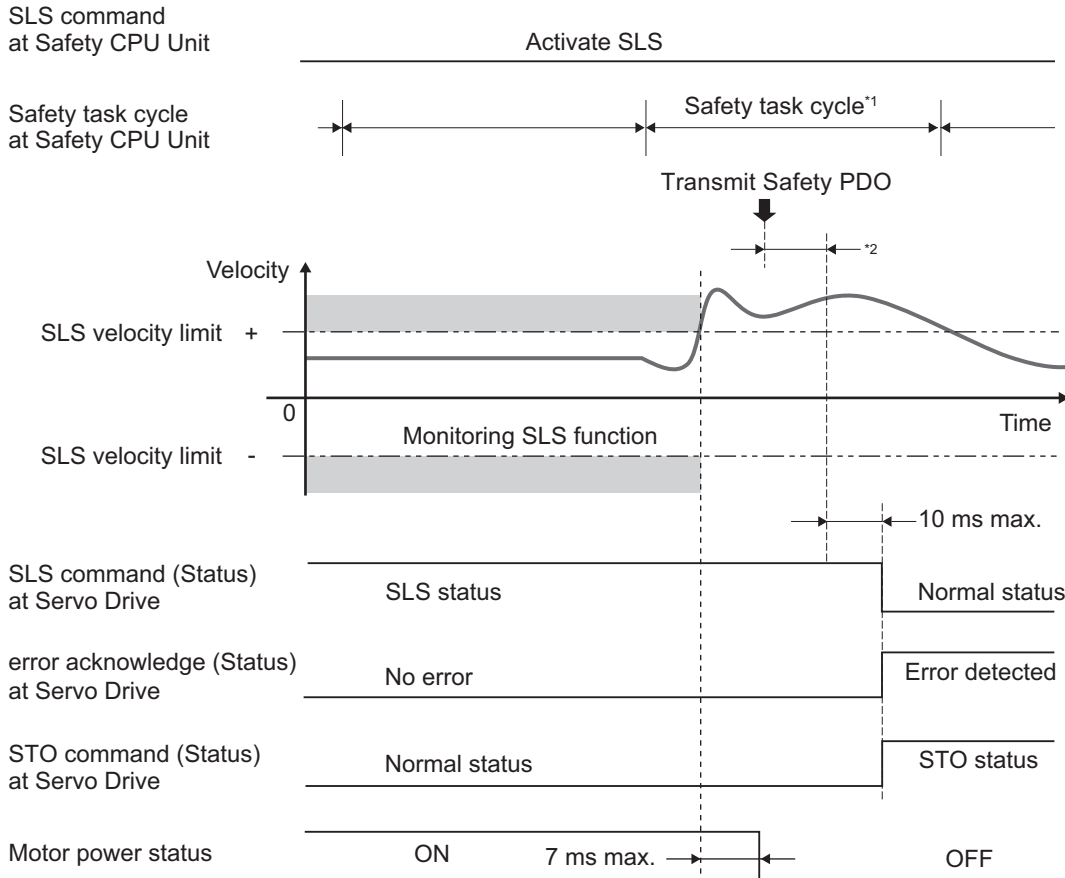 SLS command
at Safety CPU Unit
Activate SLS
Safety task cycle
at Safety CPU Unit
Safety task cycle*1
Transmit Safety PDO
*2
Velocity
SLS velocity limit +
0
Time
Monitoring SLS function
SLS velocity limit -
10 ms max.
SLS command (Status)
at Servo Drive
SLS status
Normal status
error acknowledge (Status)
at Servo Drive
No error
Error detected
STO command (Status)
at Servo Drive
Normal status
STO status
Motor power status
ON
7 ms max.
OFF